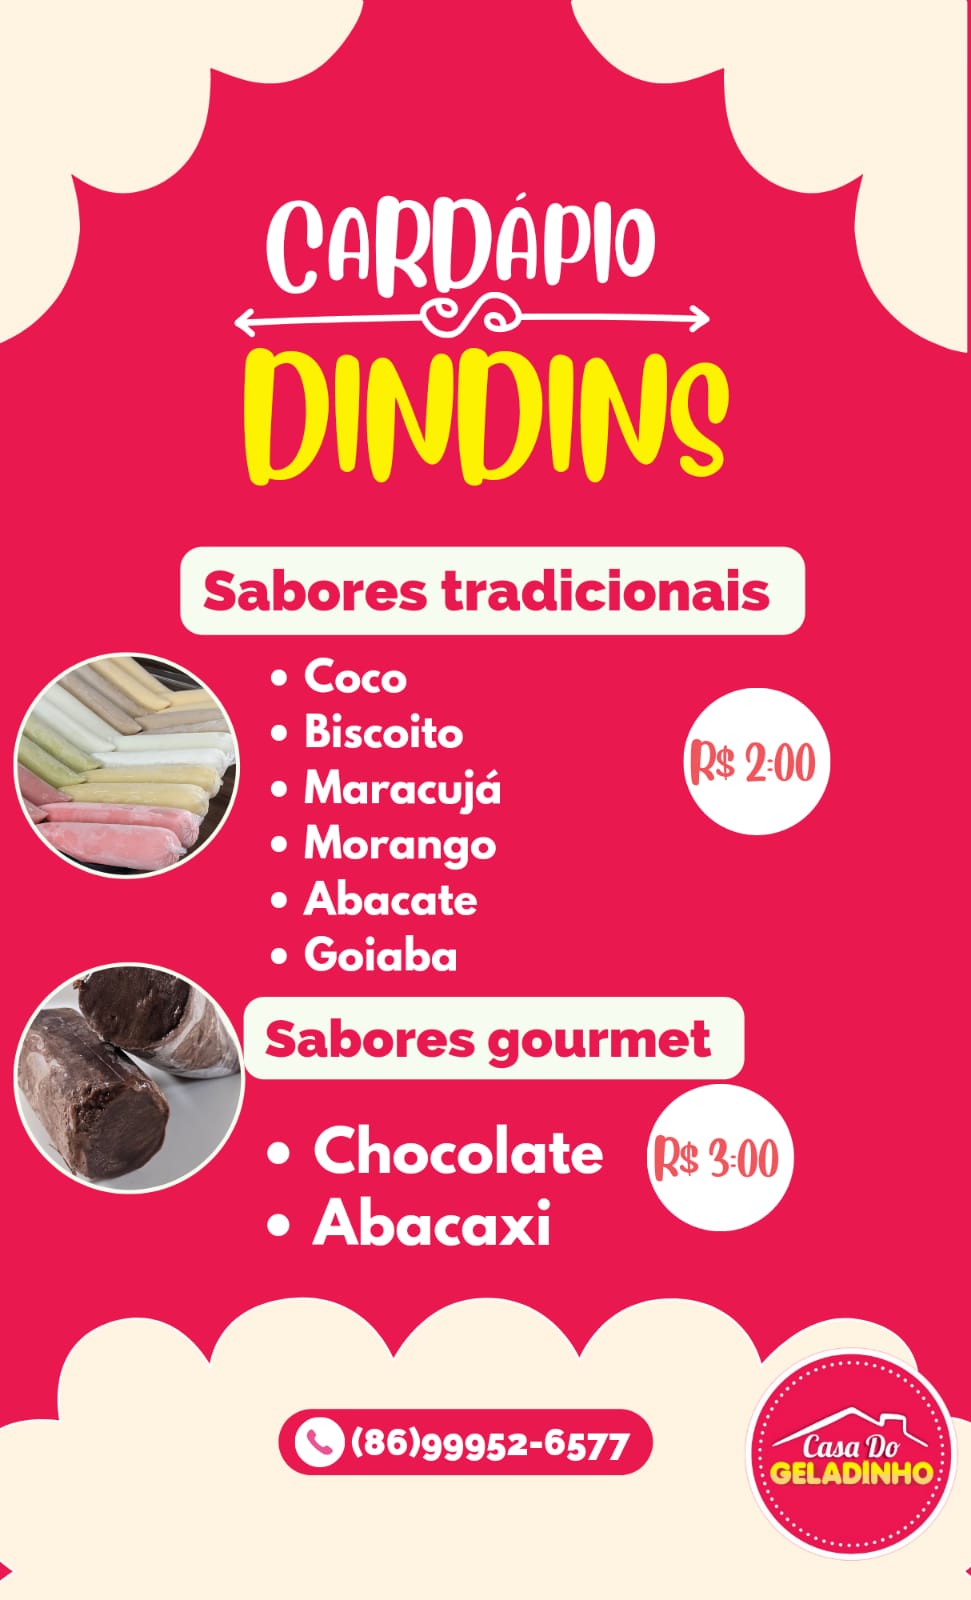 CARDÁPIO
DINDINS
Sabores tradicionais
• Coco
• Biscoito
• Maracujá
• Morango
• Abacate
• Goiaba
R$ 2:00
Sabores gourmet
• Chocolate
• Abacaxi
R$ 3:00
(86)99952-6577
Casa Do
GELADINHO